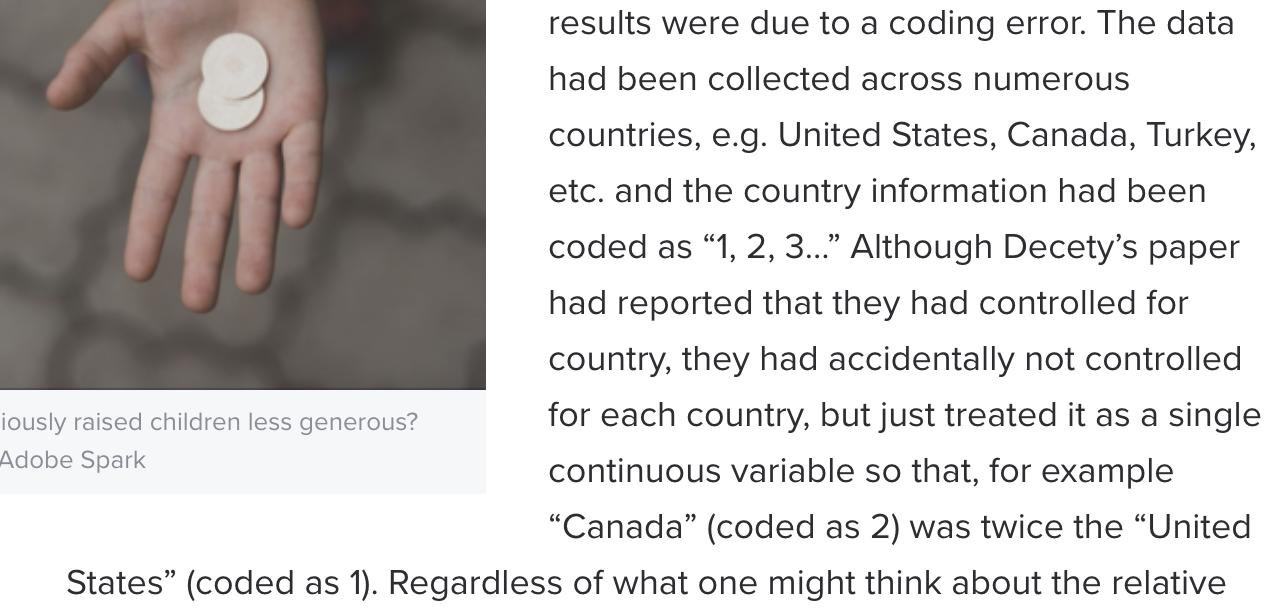 results were due to a coding error. The data
had been collected across numerous
countries, e.g. United States, Canada, Turkey,
etc. and the country information had been
coded as “1, 2, 3…” Although Decety’s paper
had reported that they had controlled for
country, they had accidentally not controlled
for each country, but just treated it as a single
continuous variable so that, for example
“Canada” (coded as 2) was twice the “United
States” (coded as 1). Regardless of what one might think about the relative
iously raised children less generous?
Adobe Spark